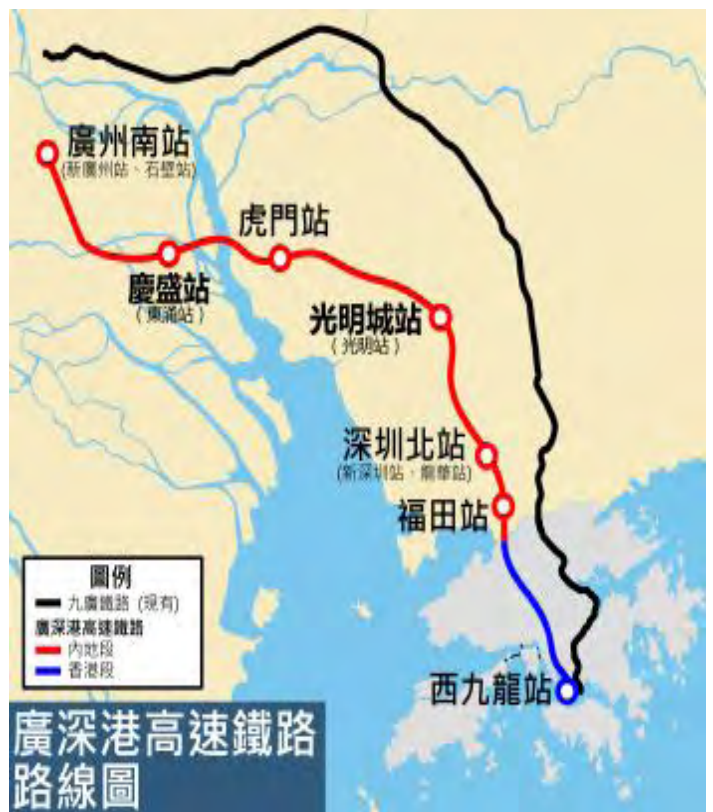 廣州南站
(新廣州站、石壁站)
虎門站
慶盛站
(東涌站)
光明城站
(光明站)
深圳北站
(新深圳站、龍華站)
福田站
西九龍站
圖例
九廣鐵路 (現有)
廣深港高速鐵路
內地段
香港段
廣深港高速鐵路
路線圖